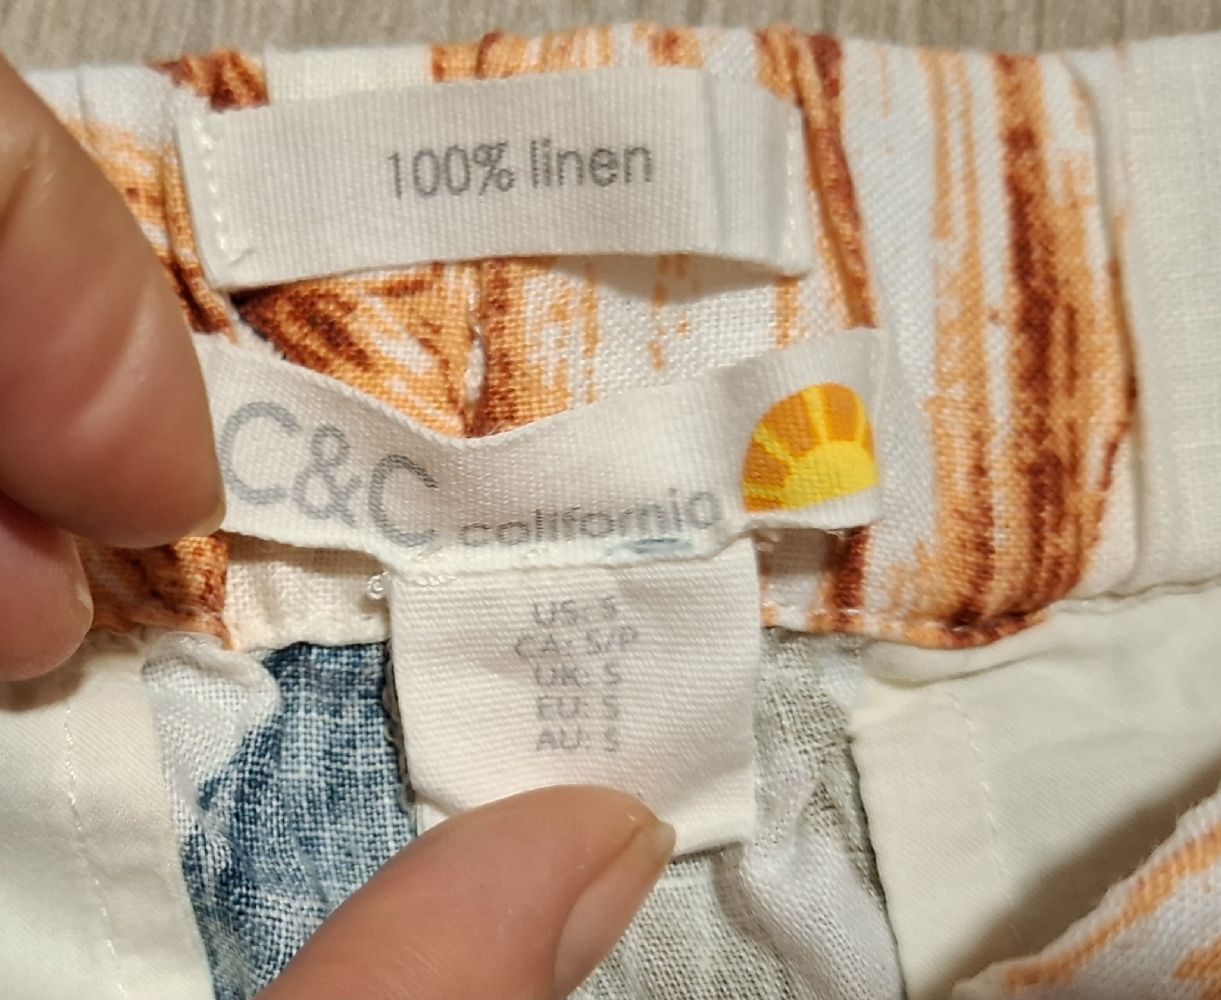 100% linen
C&C california
US: S
CA: S/P
UK: S
EU: S
AU: S